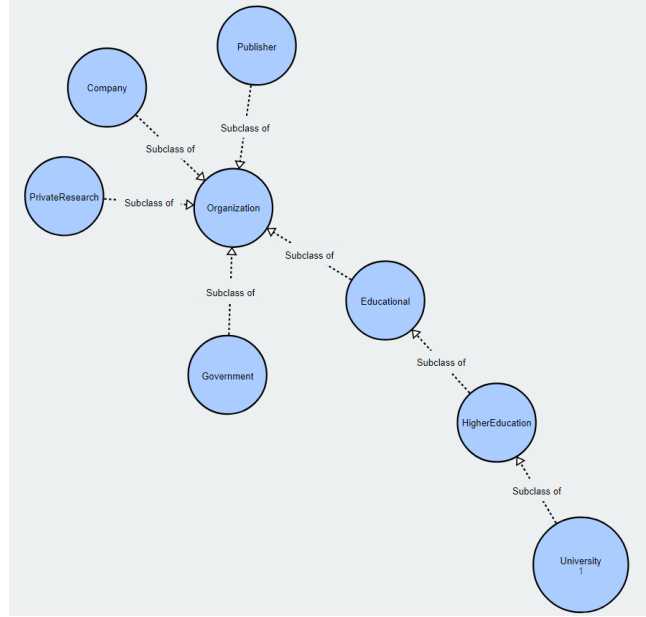 Publisher
Company
Subclass of
Subclass of
PrivateResearch
Subclass of
Organization
Subclass of
Subclass of
Educational
Government
Subclass of
HigherEducation
Subclass of
University
1